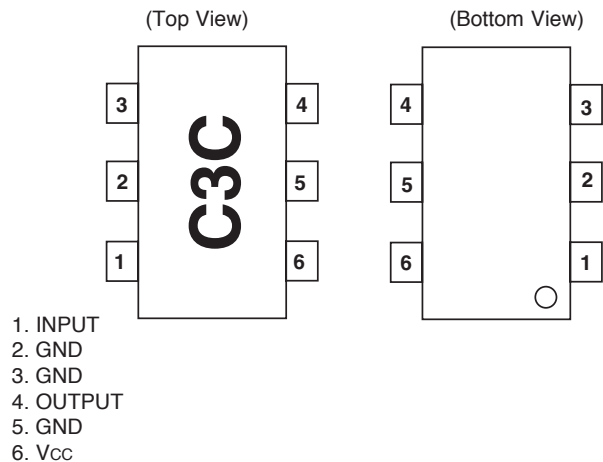 (Top View)
(Bottom View)
3
4
2
5
1
6
C3C
4
3
5
2
6
1
1. INPUT
2. GND
3. GND
4. OUTPUT
5. GND
6. VCC